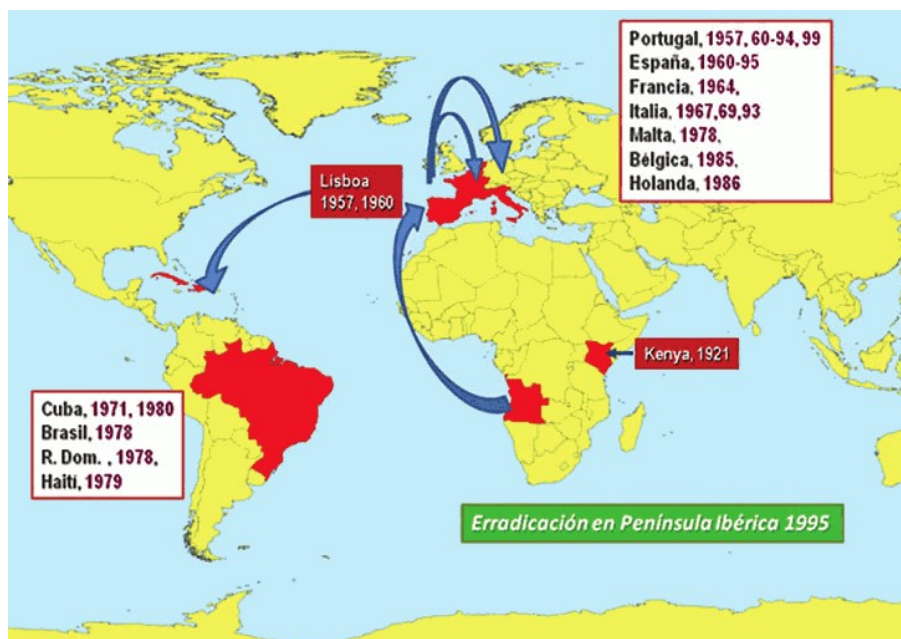 Portugal, 1957, 60-94, 99
España, 1960-95
Francia, 1964,
Italia, 1967,69,93
Malta, 1978,
Bélgica, 1985,
Holanda, 1986
Lisboa
1957, 1960
Kenya, 1921
Cuba, 1971, 1980
Brasil, 1978
R. Dom. , 1978,
Haití, 1979
Erradicación en Península Ibérica 1995